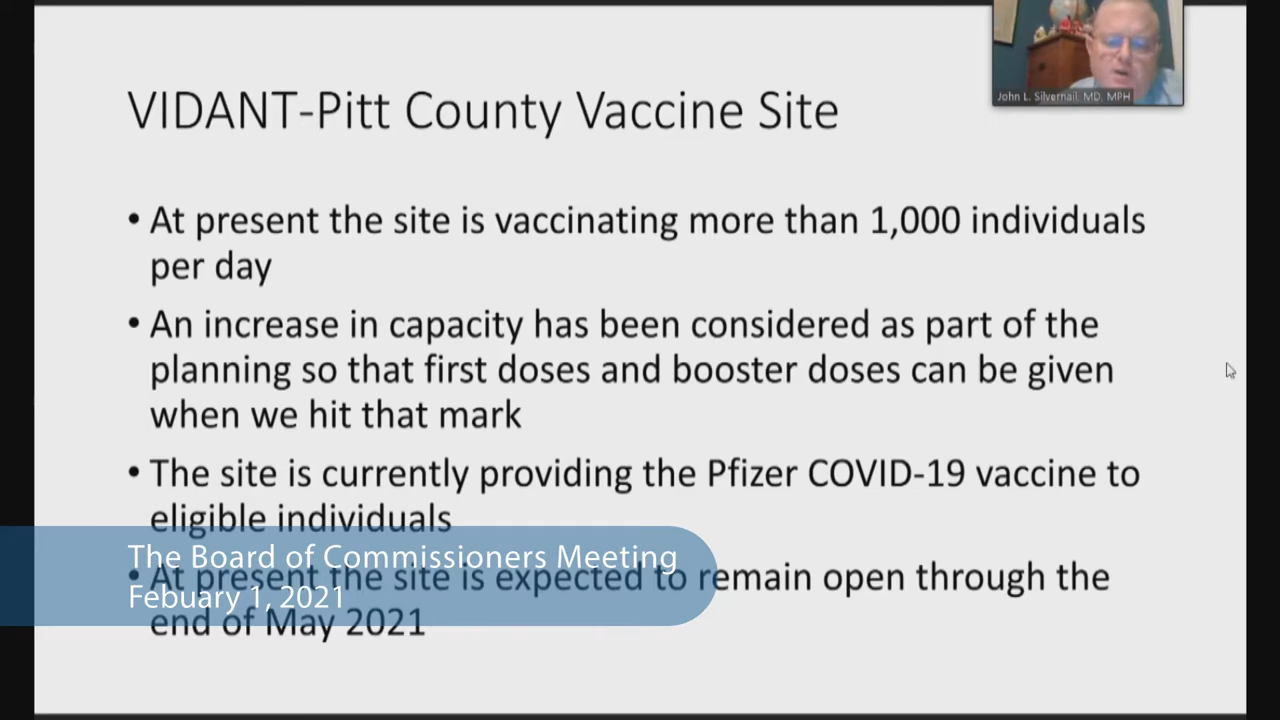 John L. Silvernail, MD, MPH
VIDANT-Pitt County Vaccine Site
• At present the site is vaccinating more than 1,000 individuals
per day
• An increase in capacity has been considered as part of the
planning so that first doses and booster doses can be given
when we hit that mark
• The site is currently providing the Pfizer COVID-19 vaccine to
eligible individuals
• At present the site is expected to remain open through the
end of May 2021
The Board of Commissioners Meeting
Febuary 1, 2021